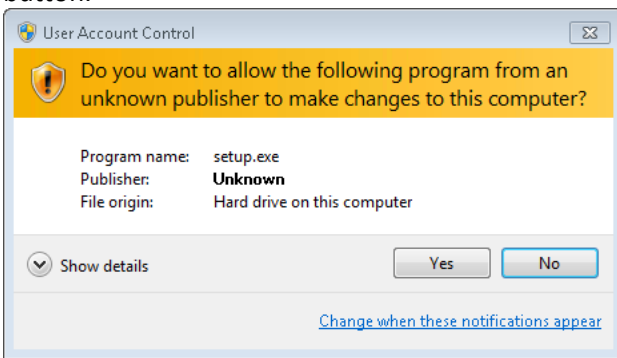 User Account Control
Do you want to allow the following program from an
unknown publisher to make changes to this computer?
Program name: setup.exe
Publisher: Unknown
File origin: Hard drive on this computer
Show details Yes No
Change when these notifications appear